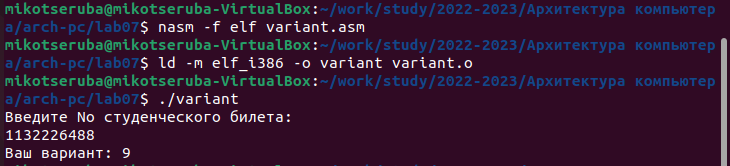 mikotseruba@mikotseruba-VirtualBox:~/work/study/2022-2023/Архитектура компьютер
а/arch-pc/lab07$ nasm -f elf variant.asm
mikotseruba@mikotseruba-VirtualBox:~/work/study/2022-2023/Архитектура компьютер
а/arch-pc/lab07$ ld -m elf_i386 -o variant variant.o
mikotseruba@mikotseruba-VirtualBox:~/work/study/2022-2023/Архитектура компьютер
а/arch-pc/lab07$ ./variant
Введите No студенческого билета:
1132226488
Ваш вариант: 9